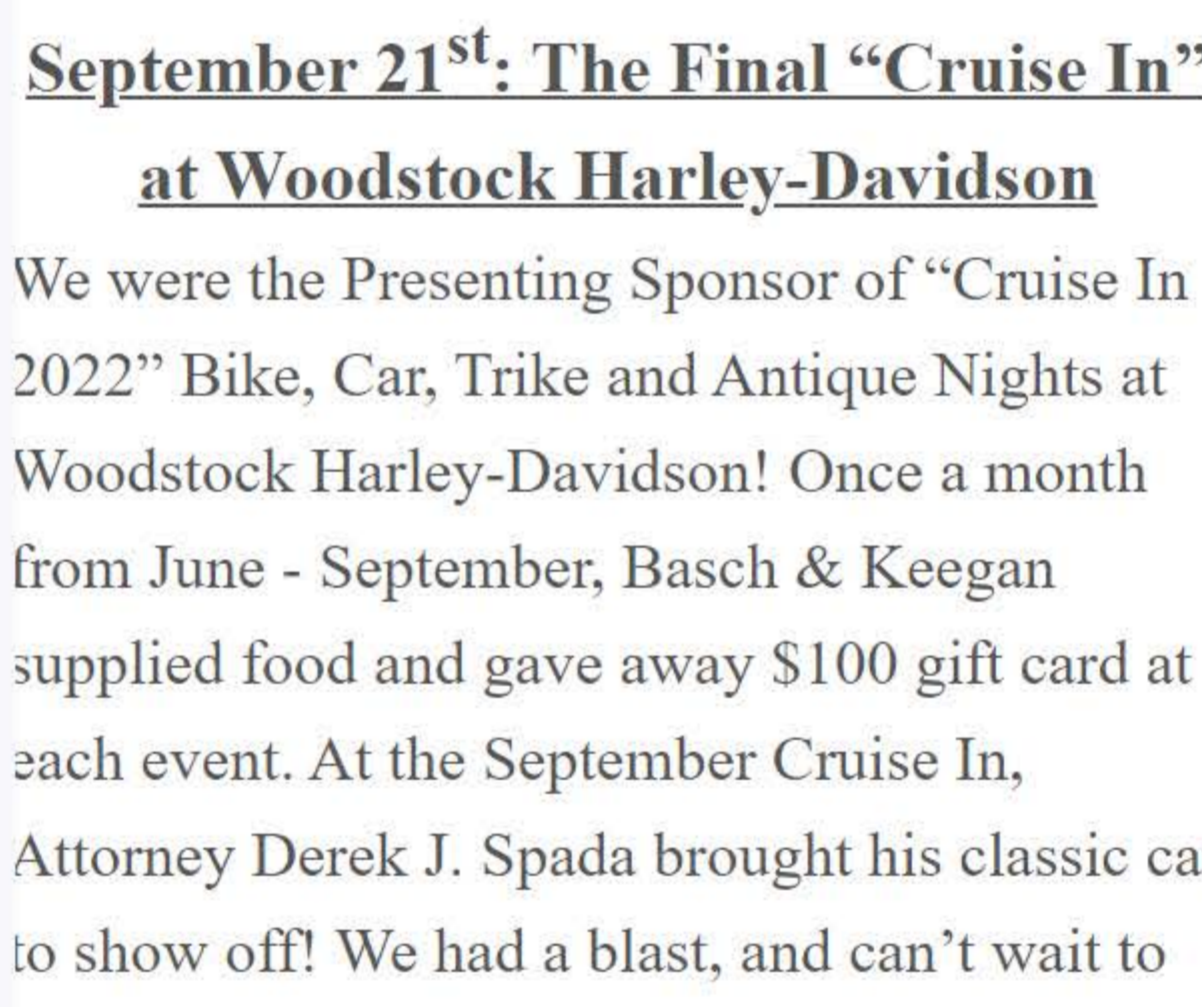 September 21st: The Final “Cruise In”
at Woodstock Harley-Davidson
We were the Presenting Sponsor of “Cruise In
2022” Bike, Car, Trike and Antique Nights at
Woodstock Harley-Davidson! Once a month
from June - September, Basch & Keegan
supplied food and gave away $100 gift card at
each event. At the September Cruise In,
Attorney Derek J. Spada brought his classic ca
to show off! We had a blast, and can’t wait to